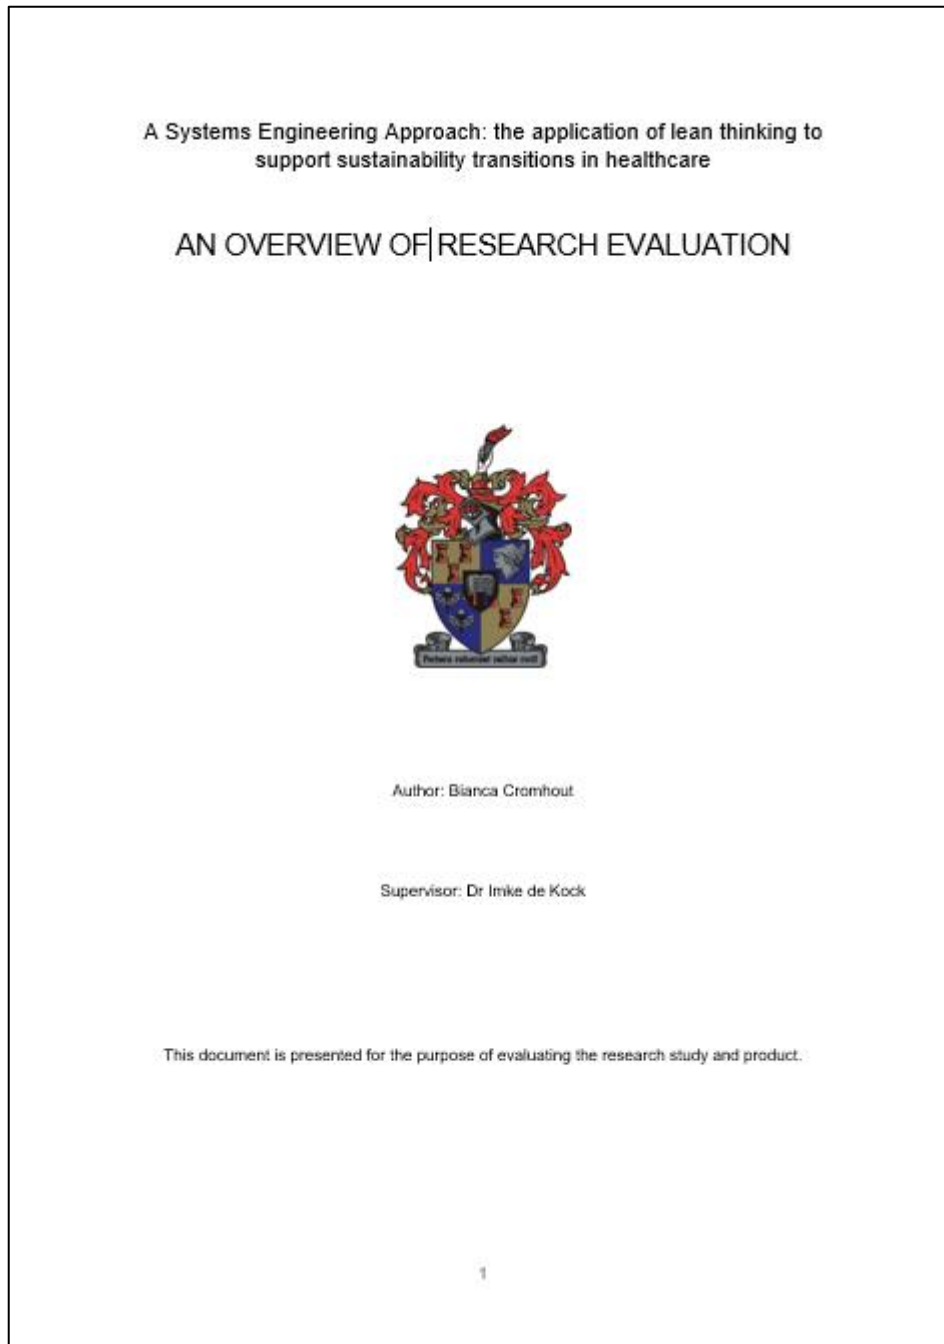 A Systems Engineering Approach: the application of lean thinking to
support sustainability transitions in healthcare
AN OVERVIEW OF RESEARCH EVALUATION
Author: Bianca Cromhout
Supervisor: Dr Imke de Kock
This document is presented for the purpose of evaluating the research study and product.
1